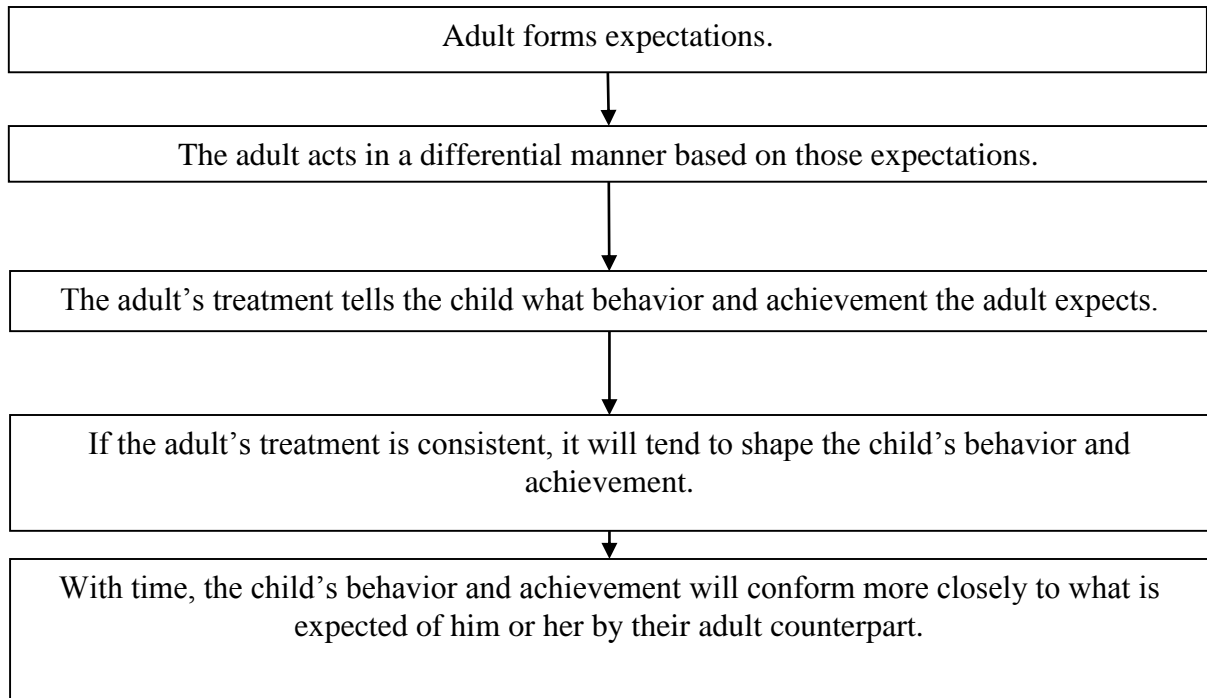 Adult forms expectations.
The adult acts in a differential manner based on those expectations.
The adult’s treatment tells the child what behavior and achievement the adult expects.
If the adult’s treatment is consistent, it will tend to shape the child’s behavior and
achievement.
With time, the child’s behavior and achievement will conform more closely to what is
expected of him or her by their adult counterpart.